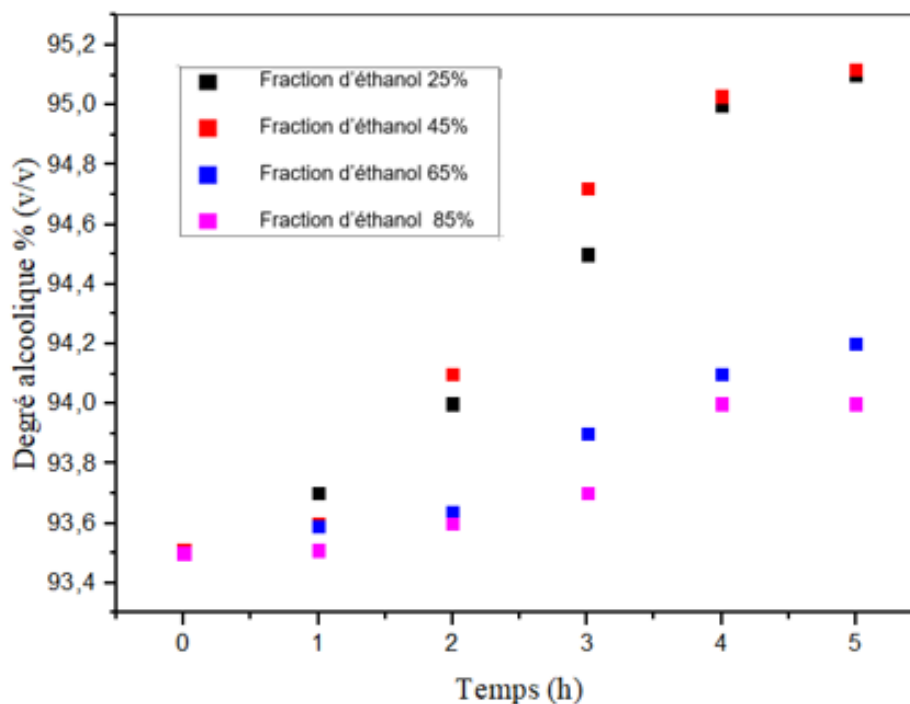 95,2
95,0
94,8
94,6
94,4
94,2
94,0
93,8
93,6
93,4
Degré alcoolique % (v/v)
Fraction d'éthanol 25%
Fraction d'éthanol 45%
Fraction d'éthanol 65%
Fraction d'éthanol 85%
0 1 2 3 4 5
Temps (h)